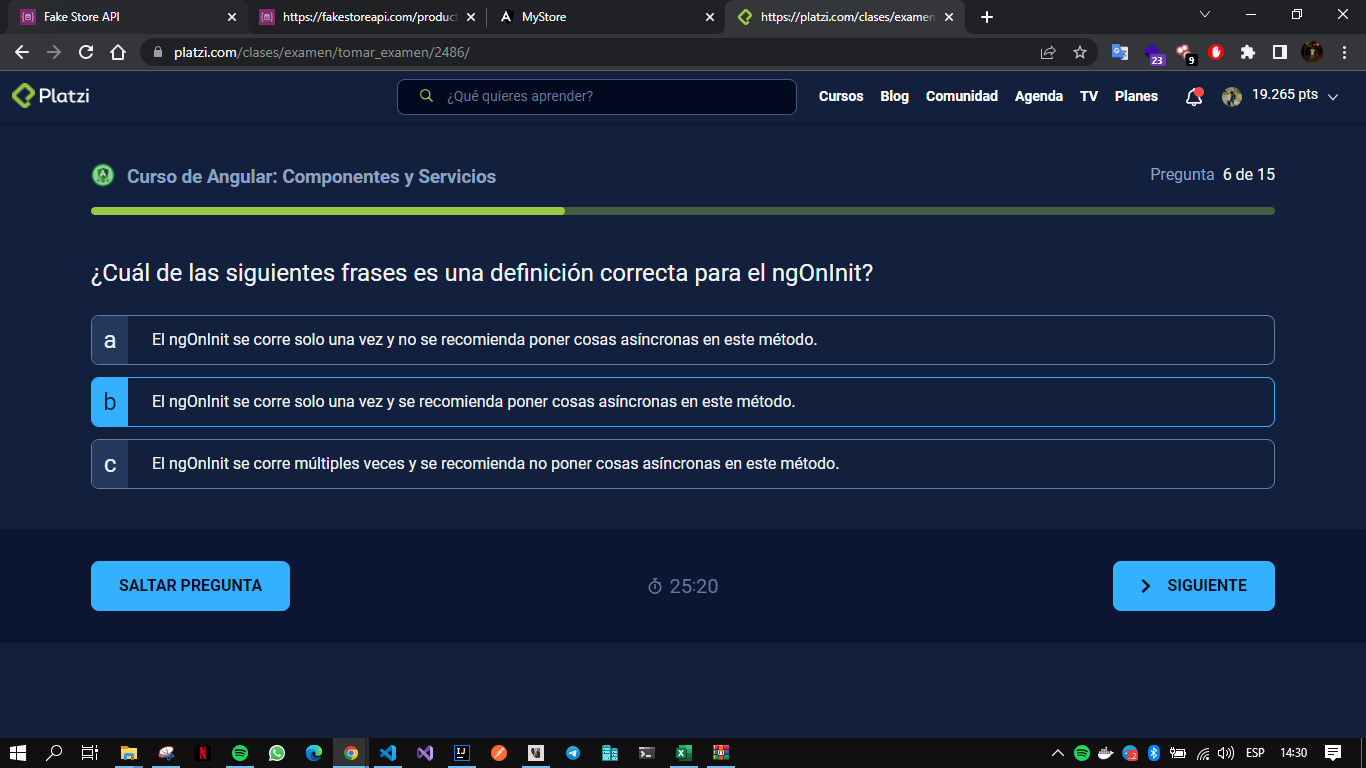 Fake Store API
https://fakestoreapi.com/product
MyStore
https://platzi.com/clases/examen
platzi.com/clases/examen/tomar_examen/2486/
23
9
Platzi
¿Qué quieres aprender?
Cursos
Blog
Comunidad
Agenda
TV
Planes
19.265 pts
Curso de Angular: Componentes y Servicios
Pregunta 6 de 15
¿Cuál de las siguientes frases es una definición correcta para el ngOnInit?
a
El ngOnInit se corre solo una vez y no se recomienda poner cosas asíncronas en este método.
b
El ngOnInit se corre solo una vez y se recomienda poner cosas asíncronas en este método.
c
El ngOnInit se corre múltiples veces y se recomienda no poner cosas asíncronas en este método.
SALTAR PREGUNTA
25:20
SIGUIENTE
ESP
14:30